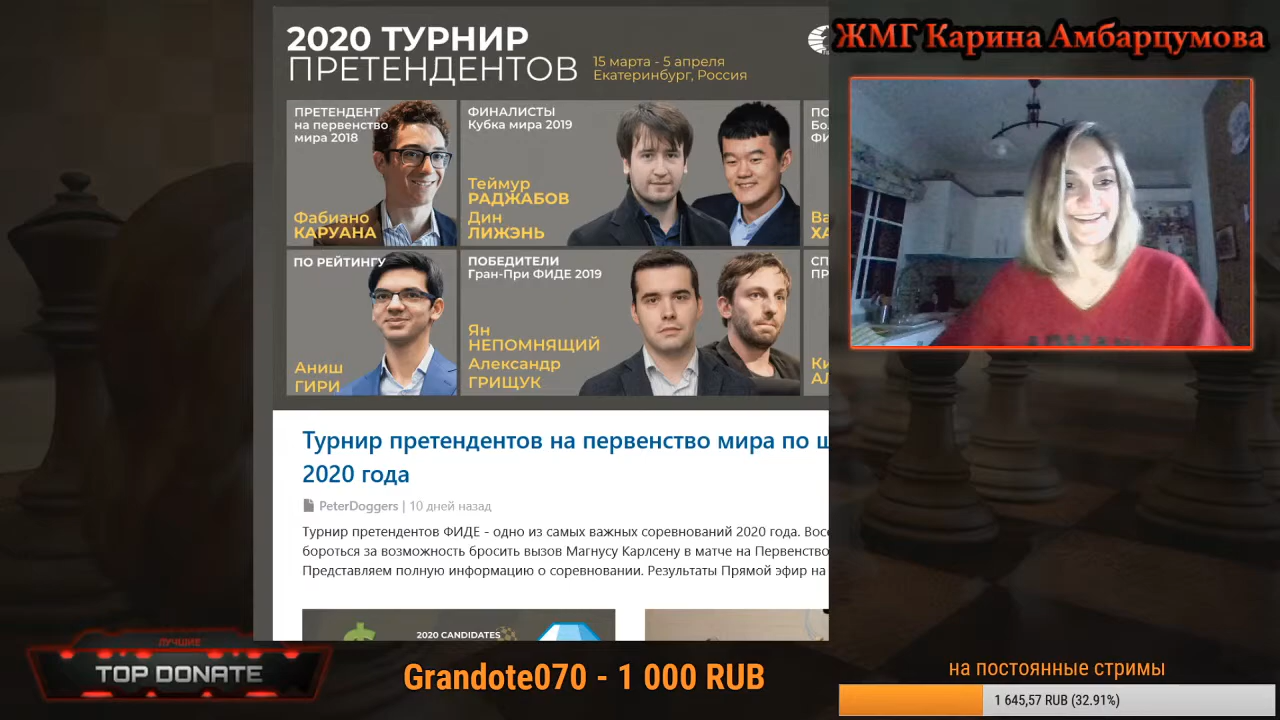 2020 ТУРНИР
ПРЕТЕНДЕНТОВ
15 марта - 5 апреля
Екатеринбург, Россия
ЖМГ Карина Амбарцумова
ПРЕТЕНДЕНТ
на первенство
мира 2018
Фабиано
КАРУАНА
ФИНАЛИСТЫ
Кубка мира 2019
Теймур
РАДЖАБОВ
Дин
ЛИЖЭНЬ
ПО РЕЙТИНГУ
Аниш
ГИРИ
ПОБЕДИТЕЛИ
Гран-При ФИДЕ 2019
Ян
НЕПОМНЯЩИЙ
Александр
ГРИЩУК
Турнир претендентов на первенство мира по ш
2020 года
PeterDoggers | 10 дней назад
Турнир претендентов ФИДЕ - одно из самых важных соревнований 2020 года. Восе
бороться за возможность бросить вызов Магнусу Карлсену в матче на Первенство
Представляем полную информацию о соревновании. Результаты Прямой эфир на
2020 CANDIDATES
ЛУЧШИЕ
TOP DONATE
Grandote070 - 1 000 RUB
на постоянные стримы
1 645,57 RUB (32.91%)